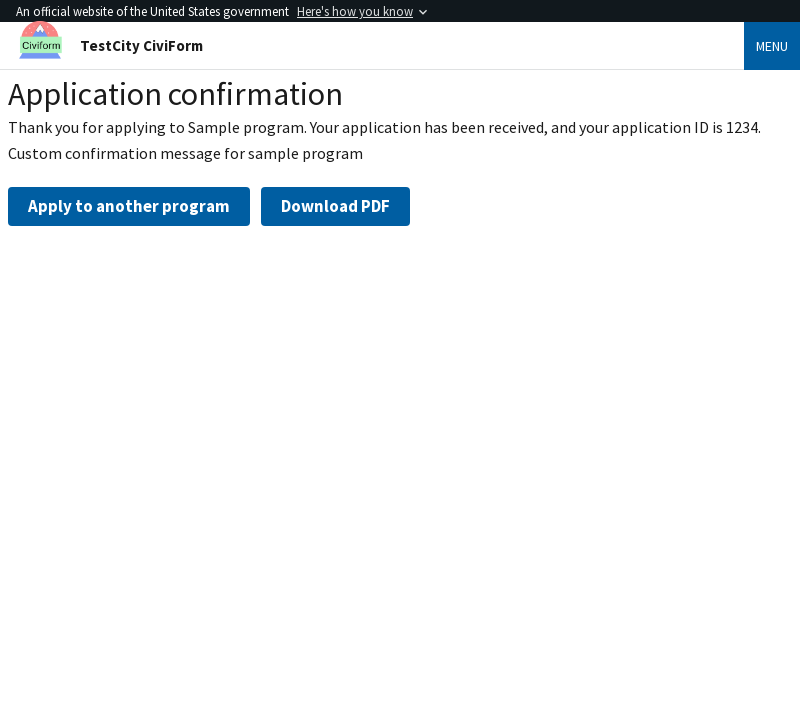 An official website of the United States government Here's how you know
Civiform
TestCity CiviForm
MENU
Application confirmation
Thank you for applying to Sample program. Your application has been received, and your application ID is 1234.
Custom confirmation message for sample program
Apply to another program
Download PDF